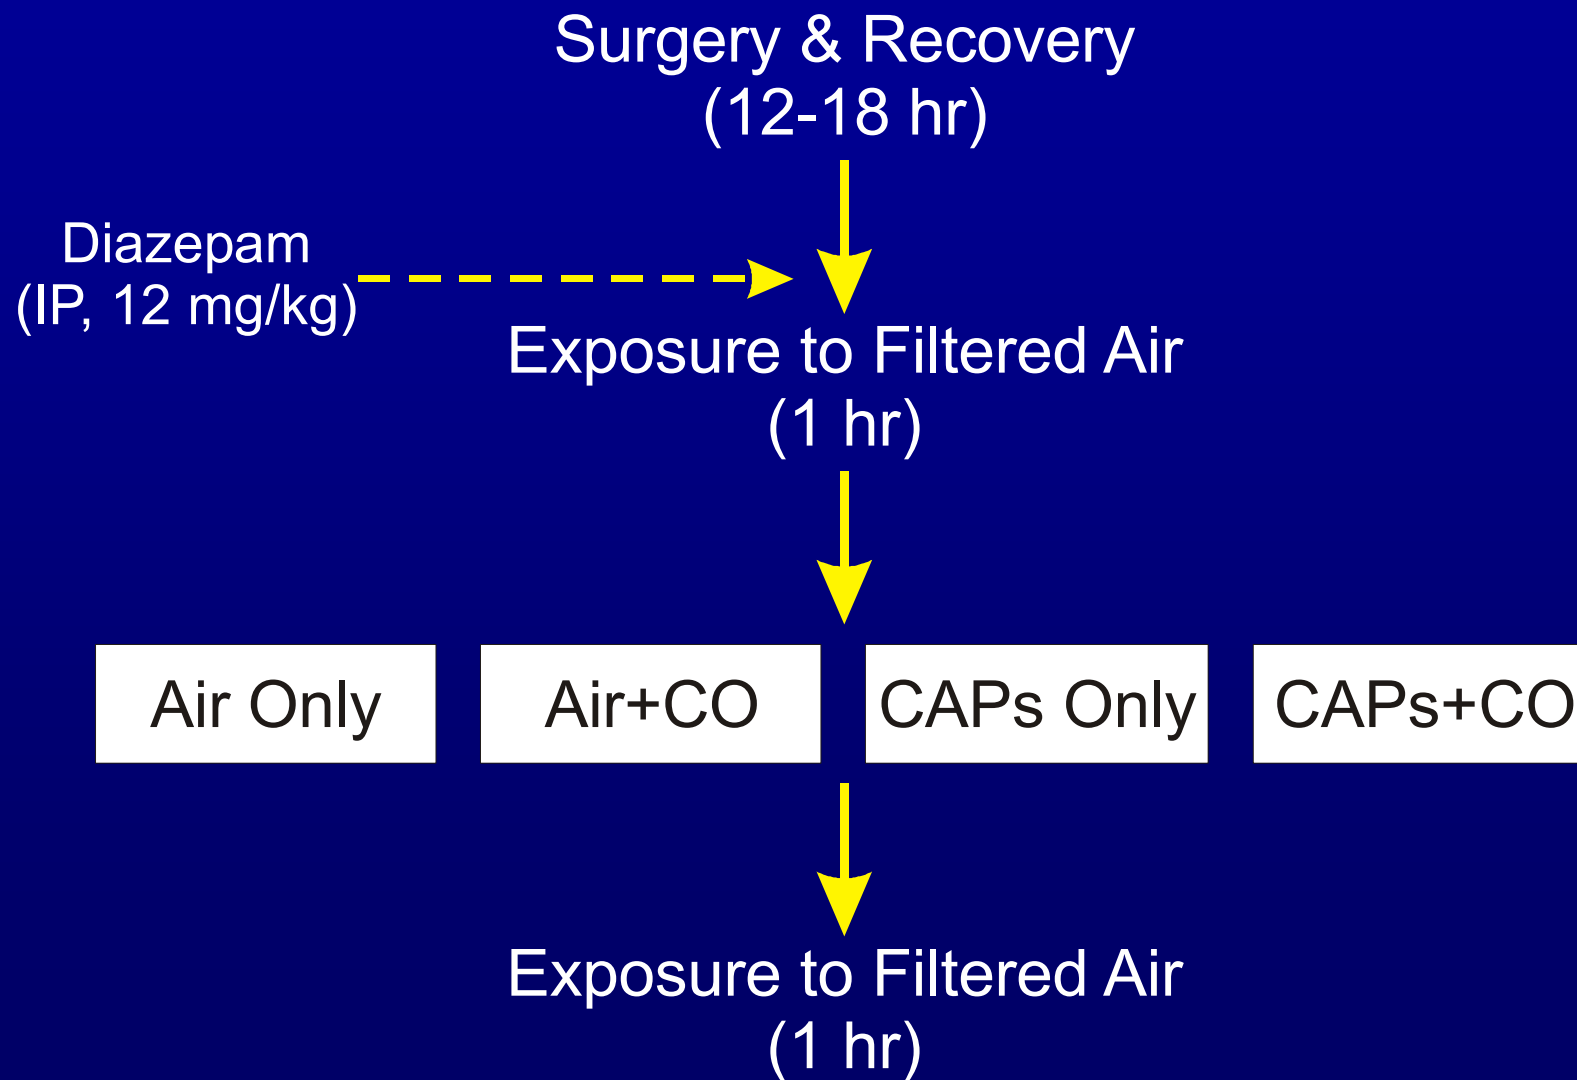 Surgery & Recovery
(12-18 hr)
Diazepam
(IP, 12 mg/kg)
Exposure to Filtered Air
(1 hr)
Air Only
Air+CO
CAPs Only
CAPs+CO
Exposure to Filtered Air
(1 hr)